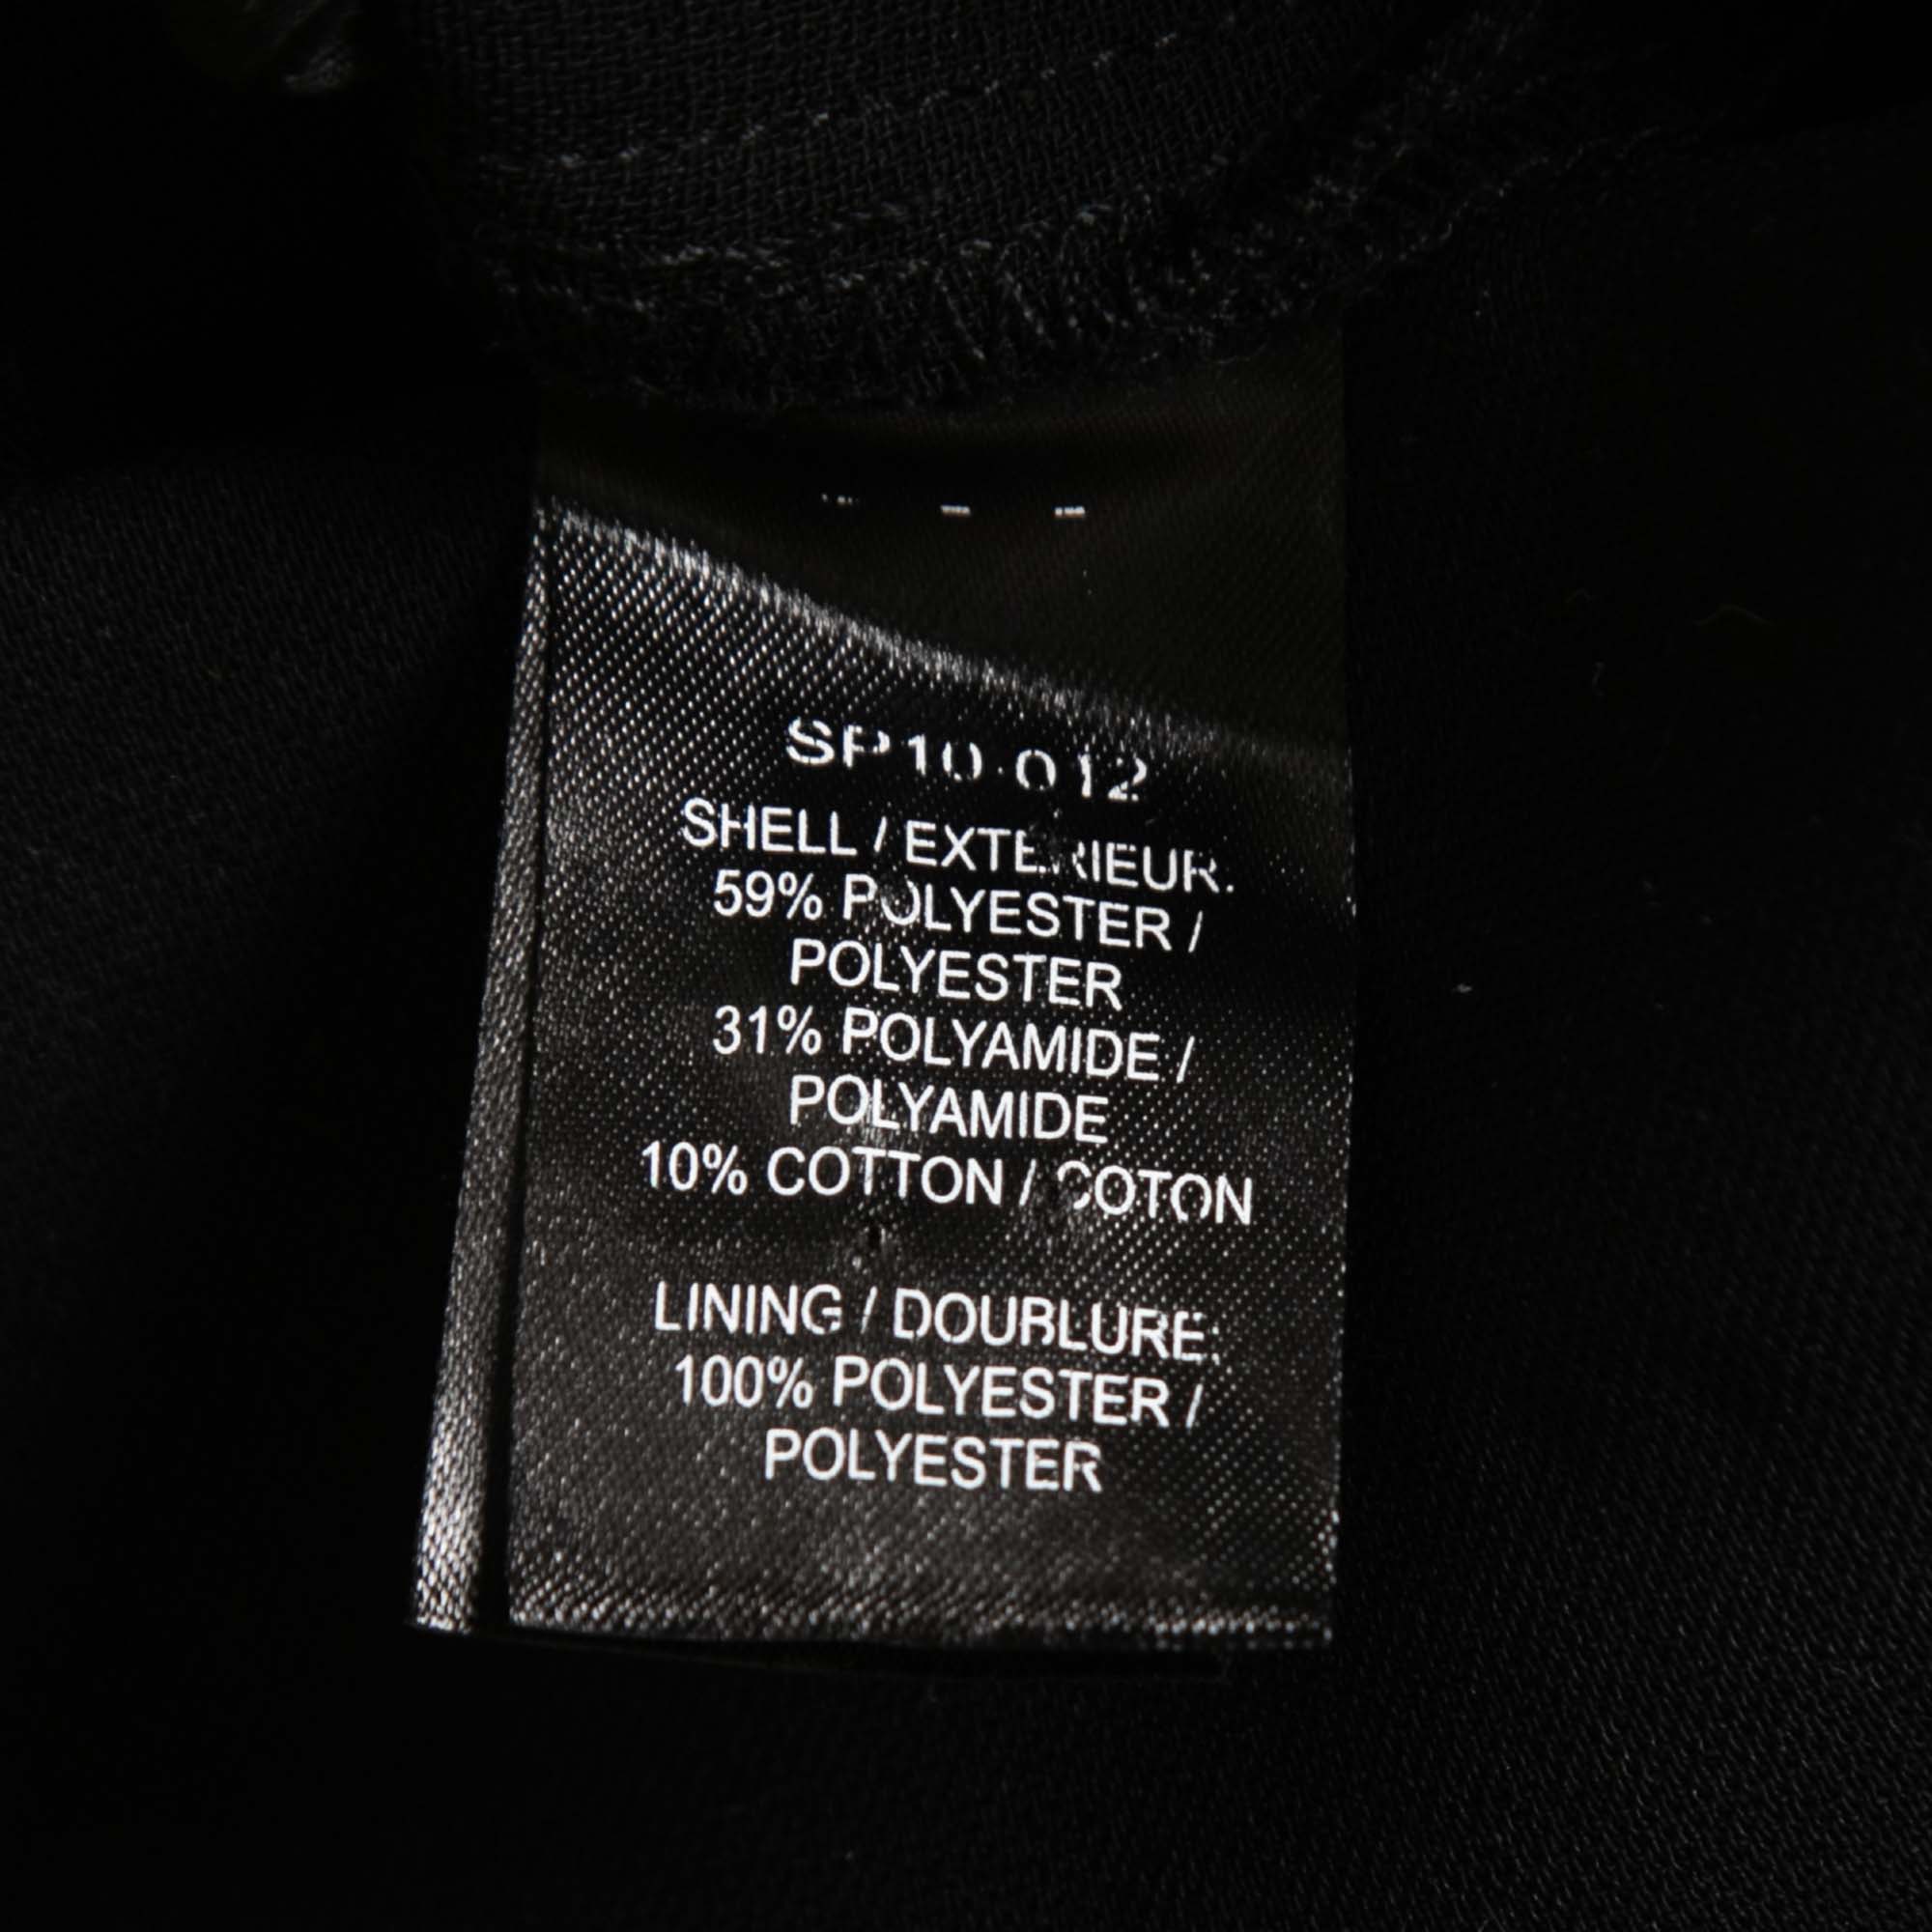 SP10-012
SHELL / EXTERIEUR:
59% POLYESTER /
POLYESTER
31% POLYAMIDE /
POLYAMIDE
10% COTTON / COTON
LINING / DOUBLURE:
100% POLYESTER /
POLYESTER